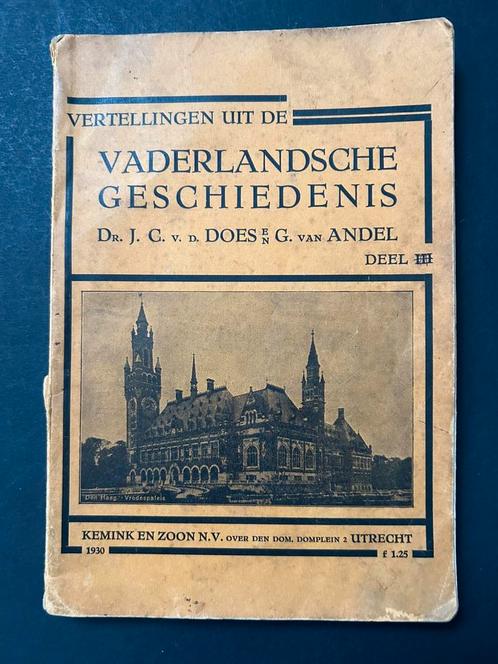 VERTELLINGEN UIT DE
VADERLANDSCHE
GESCHIEDENIS
DR. J. C. V. D. DOES EN G. VAN ANDEL
DEEL III
Den Haag - Vredespaleis
KEMINK EN ZOON N.V. OVER DEN DOM, DOMPLEIN 2 UTRECHT
1930 £ 1.25